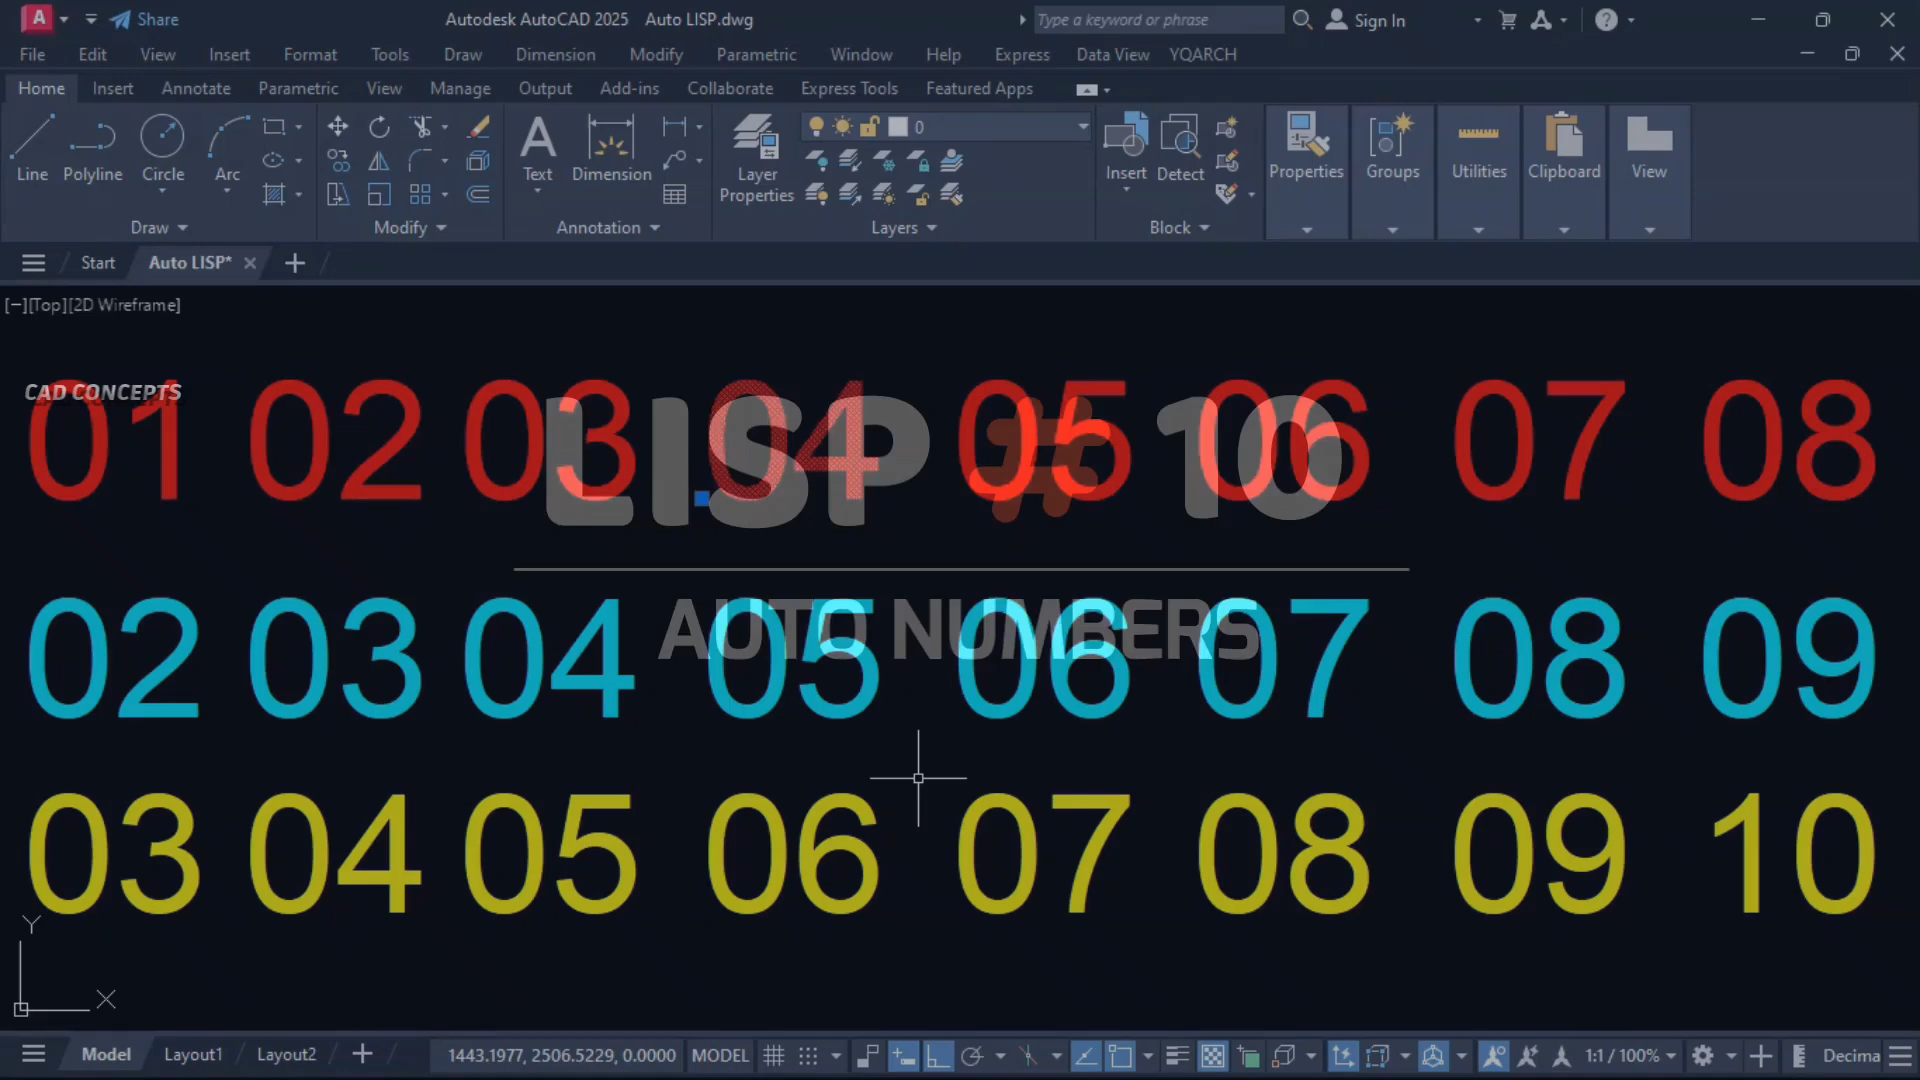 A Share Autodesk AutoCAD 2025 Auto LISP.dwg Type a keyword or phrase Sign In
File Edit View Insert Format Tools Draw Dimension Modify Parametric Window Help Express Data View YQARCH
Home Insert Annotate Parametric View Manage Output Add-ins Collaborate Express Tools Featured Apps
0
Line Polyline Circle Arc A Text Dimension Layer Properties Insert Detect Properties Groups Utilities Clipboard View
Draw Modify Annotation Layers Block
Start Auto LISP*
[−][Top][2D Wireframe]
CAD CONCEPTS
01 02 03 04 05 06 07 08
LISP # 10
02 03 04 05 06 07 08 09
AUTO NUMBERS
03 04 05 06 07 08 09 10
Y
X
Model Layout1 Layout2 1443.1977, 2506.5229, 0.0000 MODEL 1:1 / 100% Decima